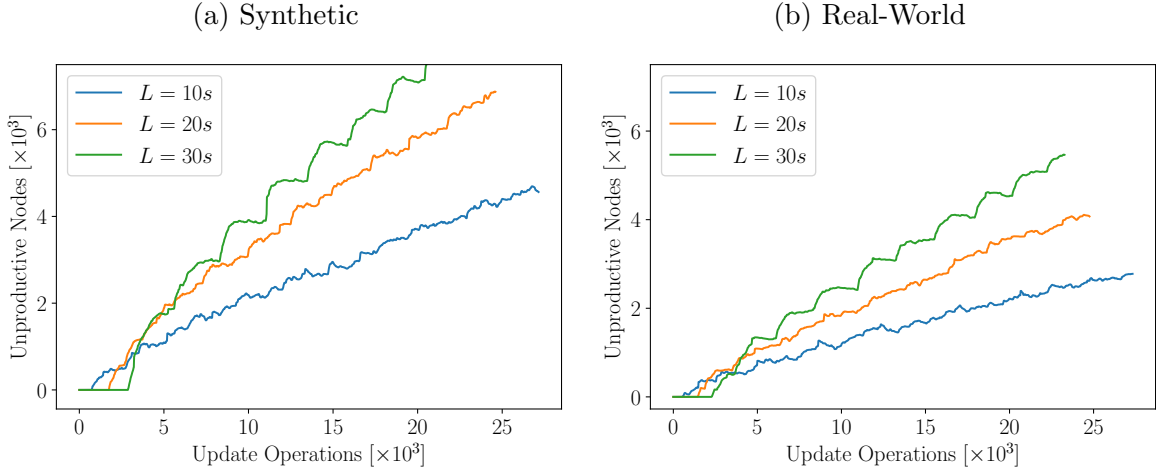 (a) Synthetic
L = 10s
L = 20s
L = 30s
Unproductive Nodes [×10³]
6
4
2
0
0 5 10 15 20 25
Update Operations [×10³]
(b) Real-World
L = 10s
L = 20s
L = 30s
Unproductive Nodes [×10³]
6
4
2
0
0 5 10 15 20 25
Update Operations [×10³]